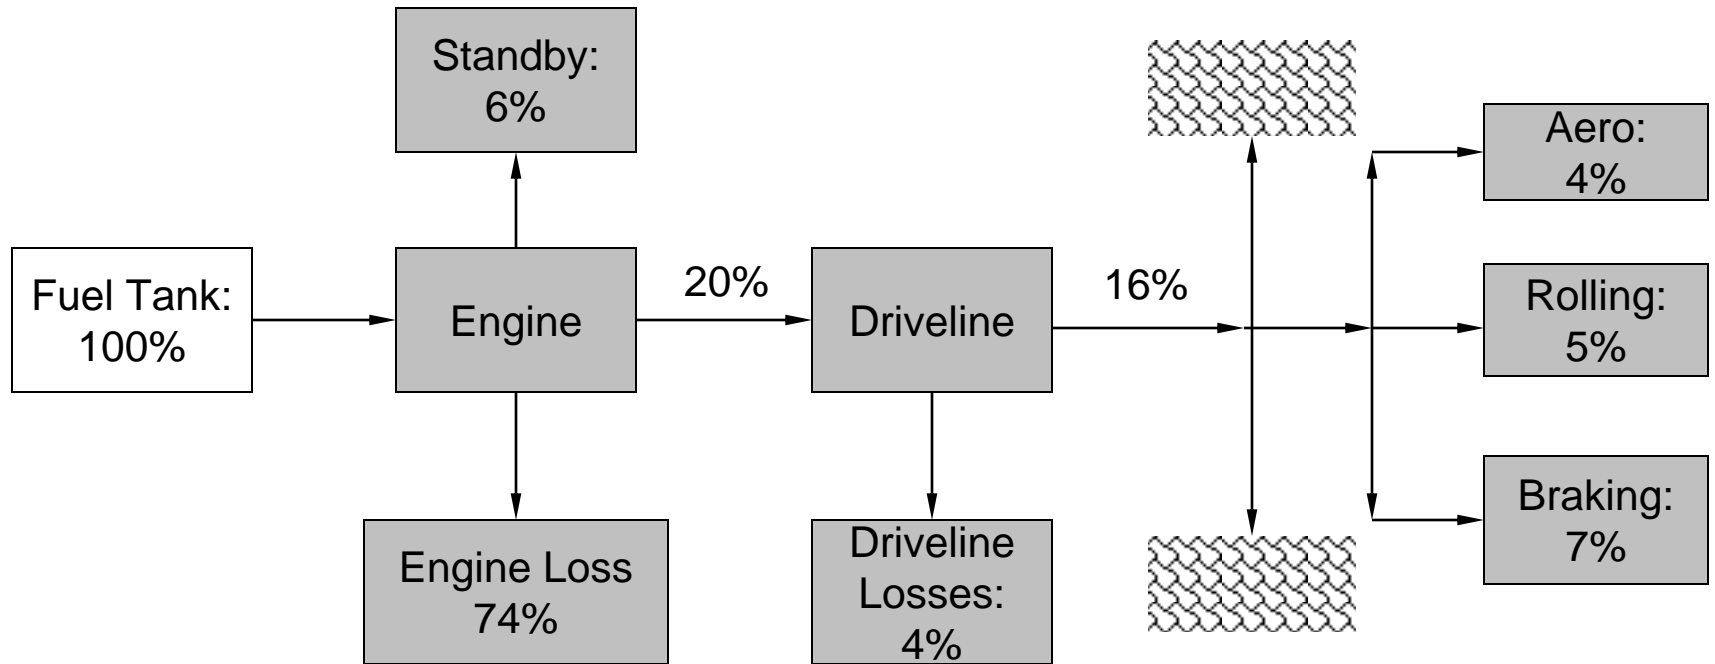 Standby:
6%
Fuel Tank:
100%
Engine
20%
Driveline
16%
Aero:
4%
Rolling:
5%
Braking:
7%
Engine Loss
74%
Driveline
Losses:
4%